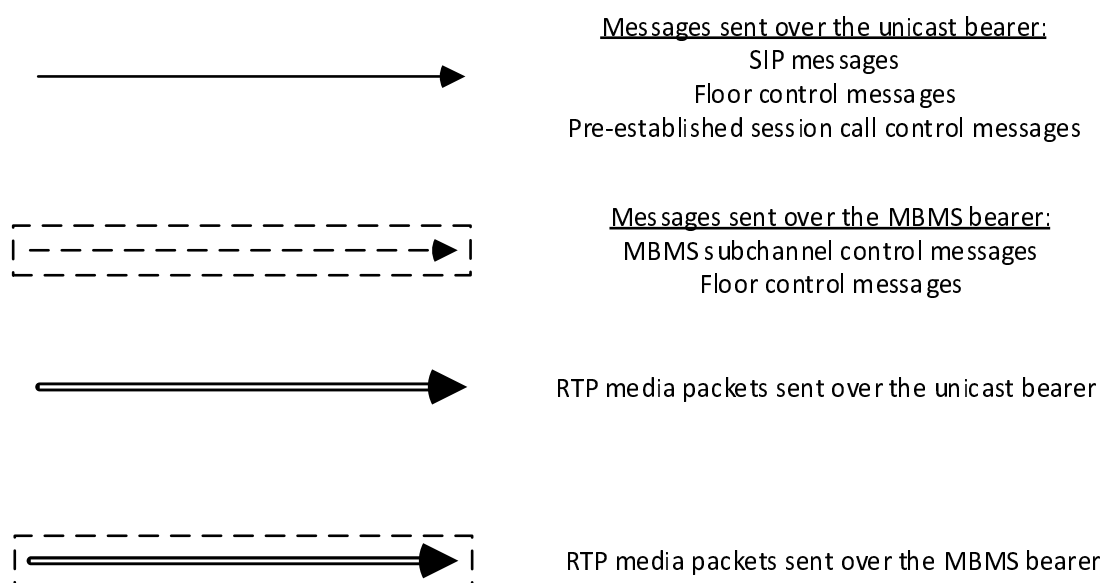 Messages sent over the unicast bearer:
SIP messages
Floor control messages
Pre-established session call control messages
Messages sent over the MBMS bearer:
MBMS subchannel control messages
Floor control messages
RTP media packets sent over the unicast bearer
RTP media packets sent over the MBMS bearer